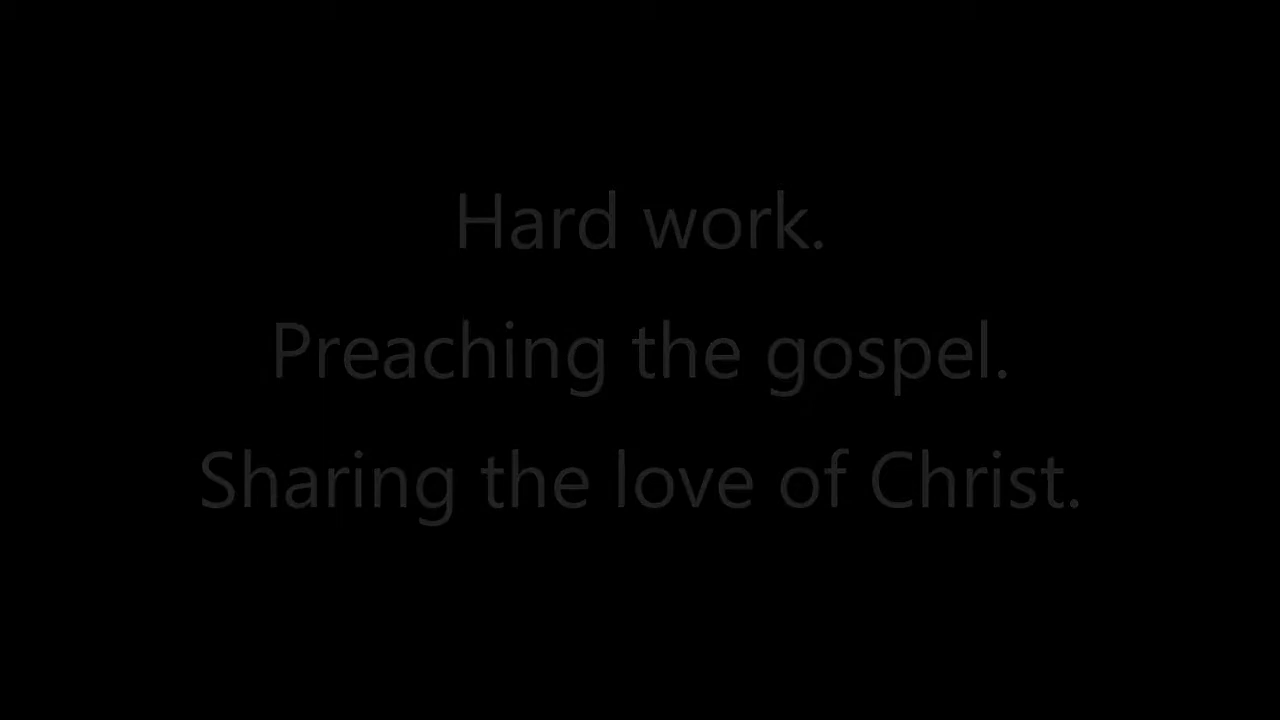 Hard work.
Preaching the gospel.
Sharing the love of Christ.